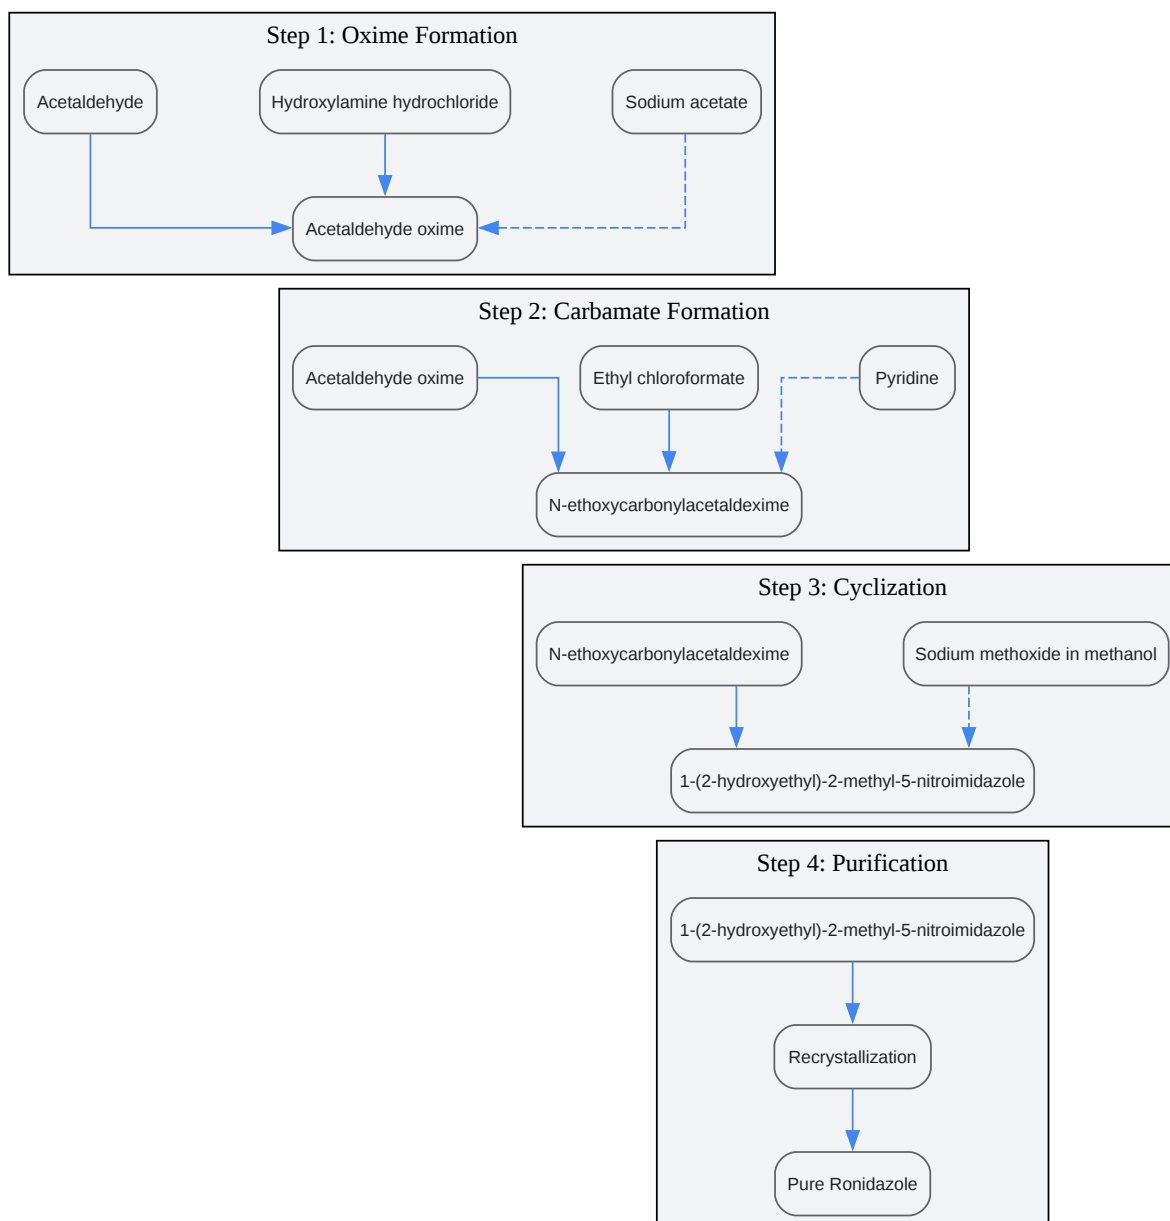 Step 1: Oxime Formation
Acetaldehyde
Hydroxylamine hydrochloride
Sodium acetate
Acetaldehyde oxime
Step 2: Carbamate Formation
Acetaldehyde oxime
Ethyl chloroformate
Pyridine
N-ethoxycarbonylacetaldexime
Step 3: Cyclization
N-ethoxycarbonylacetaldexime
Sodium methoxide in methanol
1-(2-hydroxyethyl)-2-methyl-5-nitroimidazole
Step 4: Purification
1-(2-hydroxyethyl)-2-methyl-5-nitroimidazole
Recrystallization
Pure Ronidazole